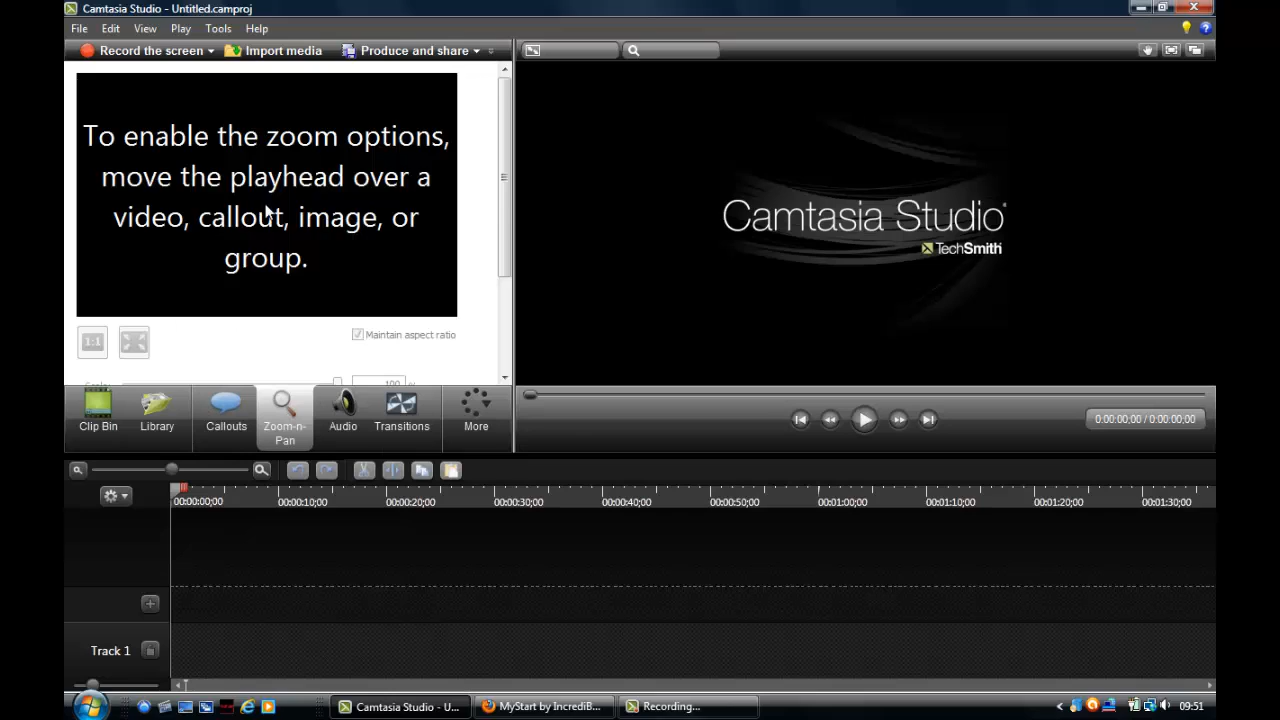 Camtasia Studio - Untitled.camproj
File Edit View Play Tools Help
Record the screen Import media Produce and share
To enable the zoom options,
move the playhead over a
video, callout, image, or
group.
Camtasia Studio
TechSmith
1:1
Maintain aspect ratio
Scale:
100 %
Clip Bin Library Callouts Zoom-n-
Pan Audio Transitions More
0:00:00;00 / 0:00:00;00
00:00:00;00 00:00:10;00 00:00:20;00 00:00:30;00 00:00:40;00 00:00:50;00 00:01:00;00 00:01:10;00 00:01:20;00 00:01:30;00
Track 1
Camtasia Studio - U... MyStart by IncrediB... Recording... 09:51